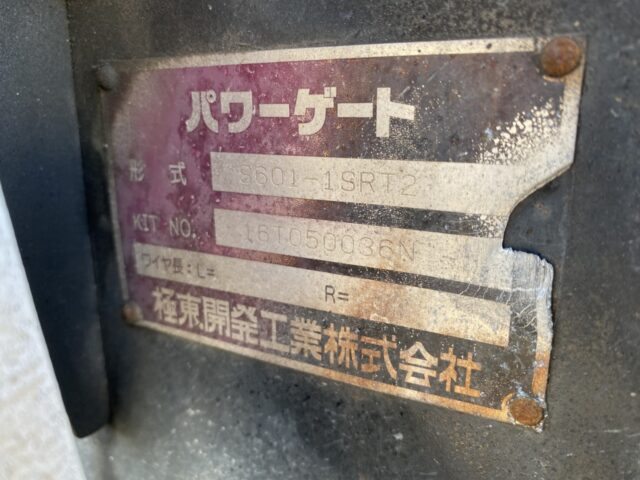 パワーゲート
形式 S601-1SRT2
KIT NO. 16T050036N
ワイヤ長:L= R=
極東開発工業株式会社